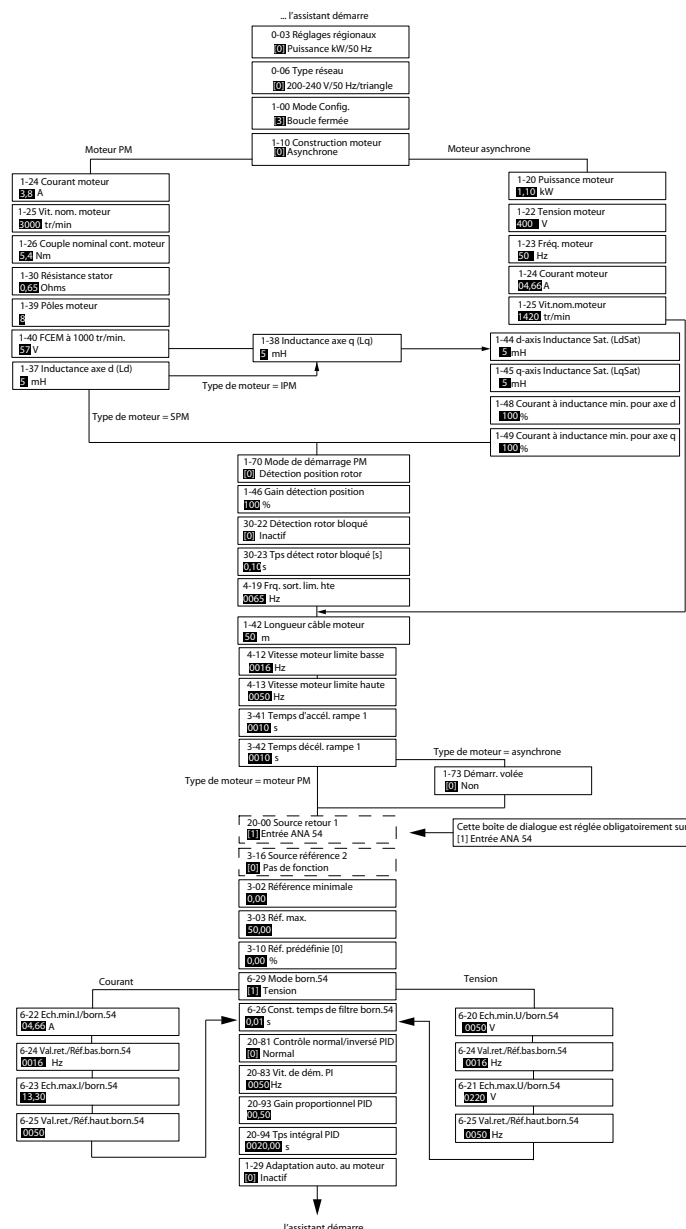 ... l'assistant démarre
0-03 Réglages régionaux
[0] Puissance kW/50 Hz
0-06 Type réseau
[0] 200-240 V/50 Hz/triangle
1-00 Mode Config.
[3] Boucle fermée
1-10 Construction moteur
[0] Asynchrone
Moteur PM
Moteur asynchrone
1-24 Courant moteur
3,8 A
1-25 Vit. nom. moteur
3000 tr/min
1-26 Couple nominal cont. moteur
5,4 Nm
1-30 Résistance stator
0,65 Ohms
1-39 Pôles moteur
8
1-40 FCEM à 1000 tr/min.
57 V
1-37 Inductance axe d (Ld)
5 mH
1-20 Puissance moteur
1,10 kW
1-22 Tension moteur
400 V
1-23 Fréq. moteur
50 Hz
1-24 Courant moteur
04,66 A
1-25 Vit.nom.moteur
1420 tr/min
1-38 Inductance axe q (Lq)
5 mH
Type de moteur = IPM
Type de moteur = SPM
1-44 d-axis Inductance Sat. (LdSat)
5 mH
1-45 q-axis Inductance Sat. (LqSat)
5 mH
1-48 Courant à inductance min. pour axe d
100 %
1-49 Courant à inductance min. pour axe q
100 %
1-70 Mode de démarrage PM
[0] Détection position rotor
1-46 Gain détection position
100 %
30-22 Détection rotor bloqué
[0] Inactif
30-23 Tps détect rotor bloqué [s]
0,10 s
4-19 Frq. sort. lim. hte
0065 Hz
1-42 Longueur câble moteur
50 m
4-12 Vitesse moteur limite basse
0016 Hz
4-13 Vitesse moteur limite haute
0050 Hz
3-41 Temps d'accél. rampe 1
0010 s
3-42 Temps décél. rampe 1
0010 s
Type de moteur = asynchrone
Type de moteur = moteur PM
1-73 Démarr. volée
[0] Non
20-00 Source retour 1
[1] Entrée ANA 54
Cette boîte de dialogue est réglée obligatoirement sur
[1] Entrée ANA 54
3-16 Source référence 2
[0] Pas de fonction
3-02 Référence minimale
0,00
3-03 Réf. max.
50,00
3-10 Réf. prédéfinie [0]
0,00 %
Courant
6-29 Mode born.54
[1] Tension
Tension
6-22 Ech.min.I/born.54
04,66 A
6-24 Val.ret./Réf.bas.born.54
0016 Hz
6-23 Ech.max.I/born.54
13,30
6-25 Val.ret./Réf.haut.born.54
0050
6-26 Const. temps de filtre born.54
0,01 s
20-81 Contrôle normal/inversé PID
[0] Normal
20-83 Vit. de dém. PI
0050 Hz
20-93 Gain proportionnel PID
00,50
20-94 Tps intégral PID
0020,00 s
1-29 Adaptation auto. au moteur
[0] Inactif
6-20 Ech.min.U/born.54
0050 V
6-24 Val.ret./Réf.bas.born.54
0016 Hz
6-21 Ech.max.U/born.54
0220 V
6-25 Val.ret./Réf.haut.born.54
0050 Hz
l'assistant démarre